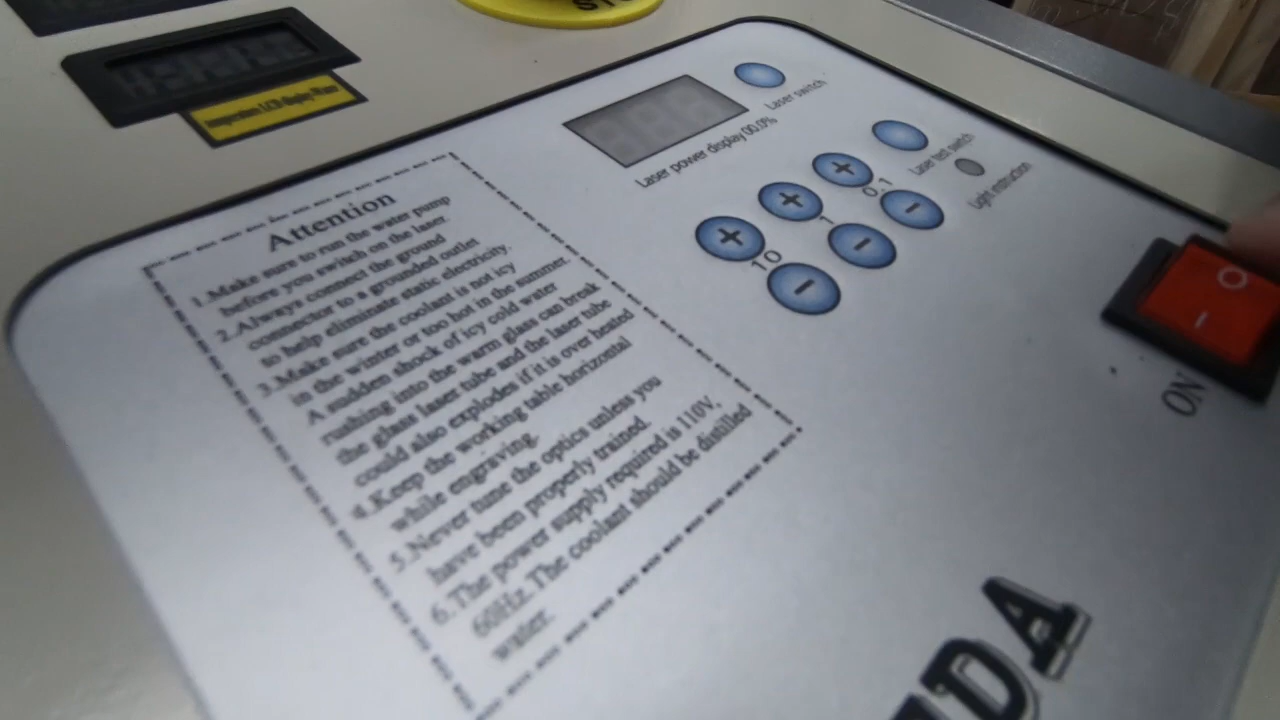 ST
Temperature LCD display-Water
Laser switch
Laser power display 00.0%
Laser test switch
Light instruction
+ + +
10 1 0.1
- - -
ON
Attention
1.Make sure to run the water pump
before you switch on the laser.
2.Always connect the ground
connector to a grounded outlet
to help eliminate static electricity.
3.Make sure the coolant is not icy
in the winter or too hot in the summer.
A sudden shock of icy cold water
rushing into the warm glass can break
the glass laser tube and the laser tube
could also explodes if it is over heated
4.Keep the working table horizontal
while engraving.
5.Never tune the optics unless you
have been properly trained.
6.The power supply required is 110V,
60Hz.The coolant should be distilled
water.
DA